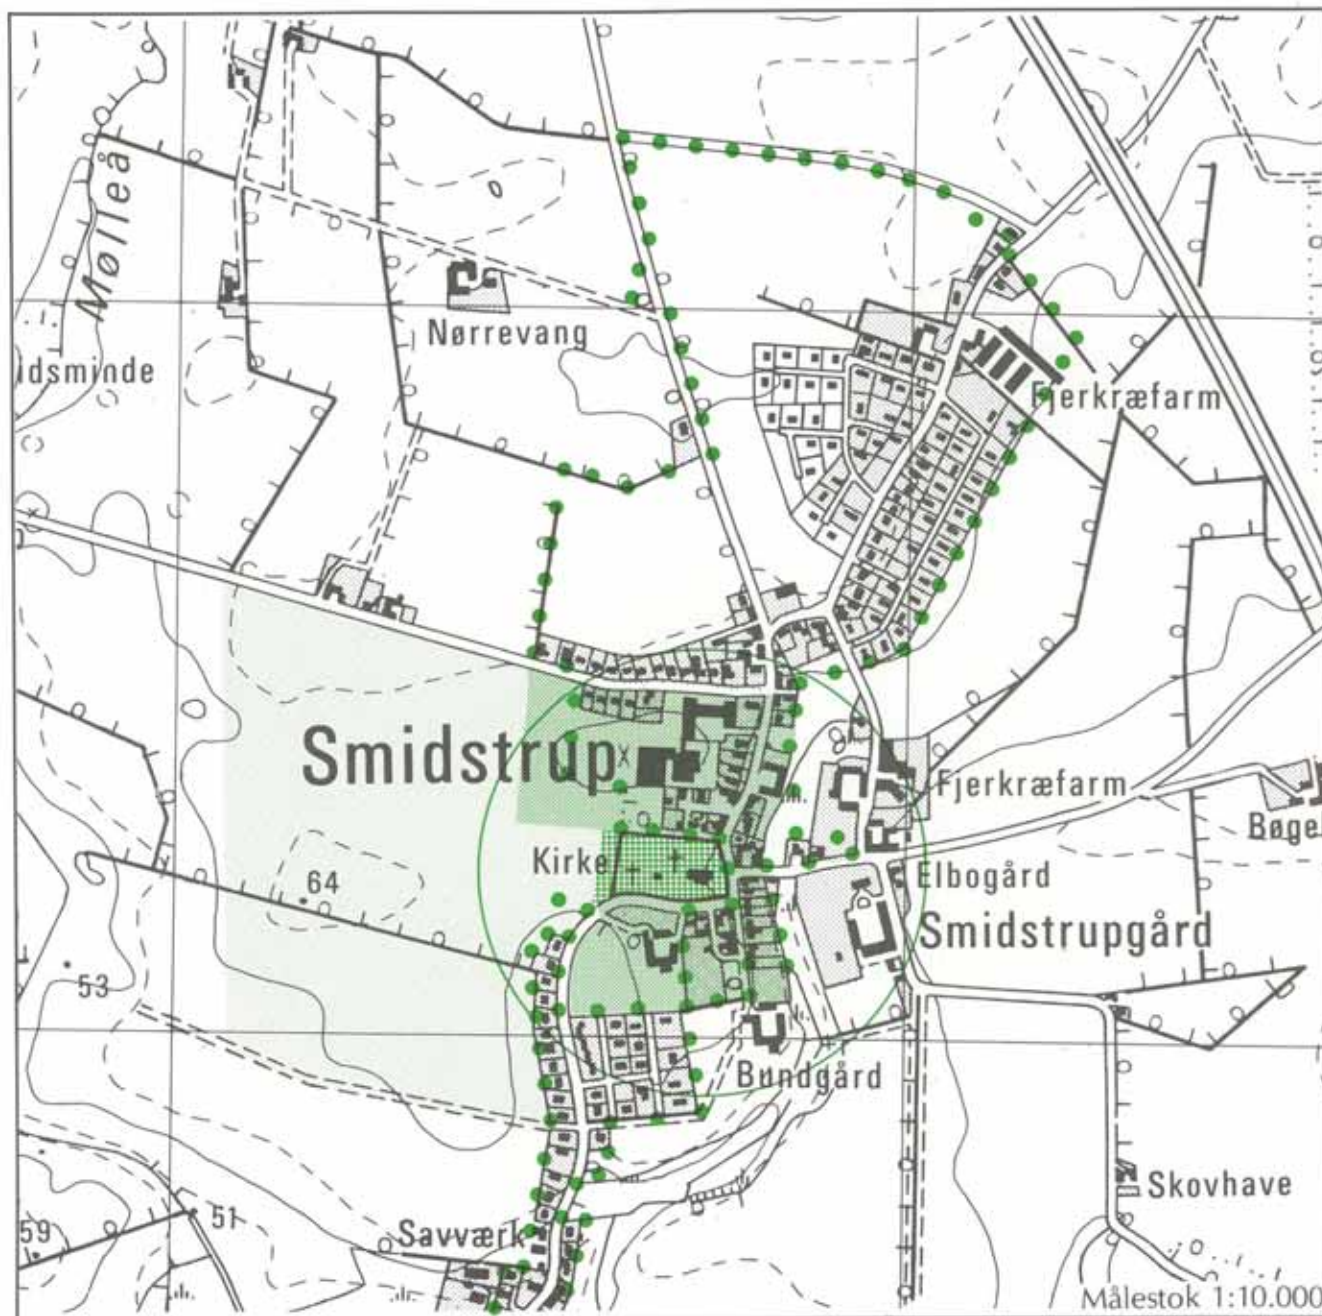 Mølleå
Nørrevang
idsminde
Fjerkræfarm
Smidstrup
Fjerkræfarm
Bøgel
Kirke
Elbogård
64
Smidstrupgård
53
Bundgård
Skovhave
51
59
Savværk
Målestok 1:10.000